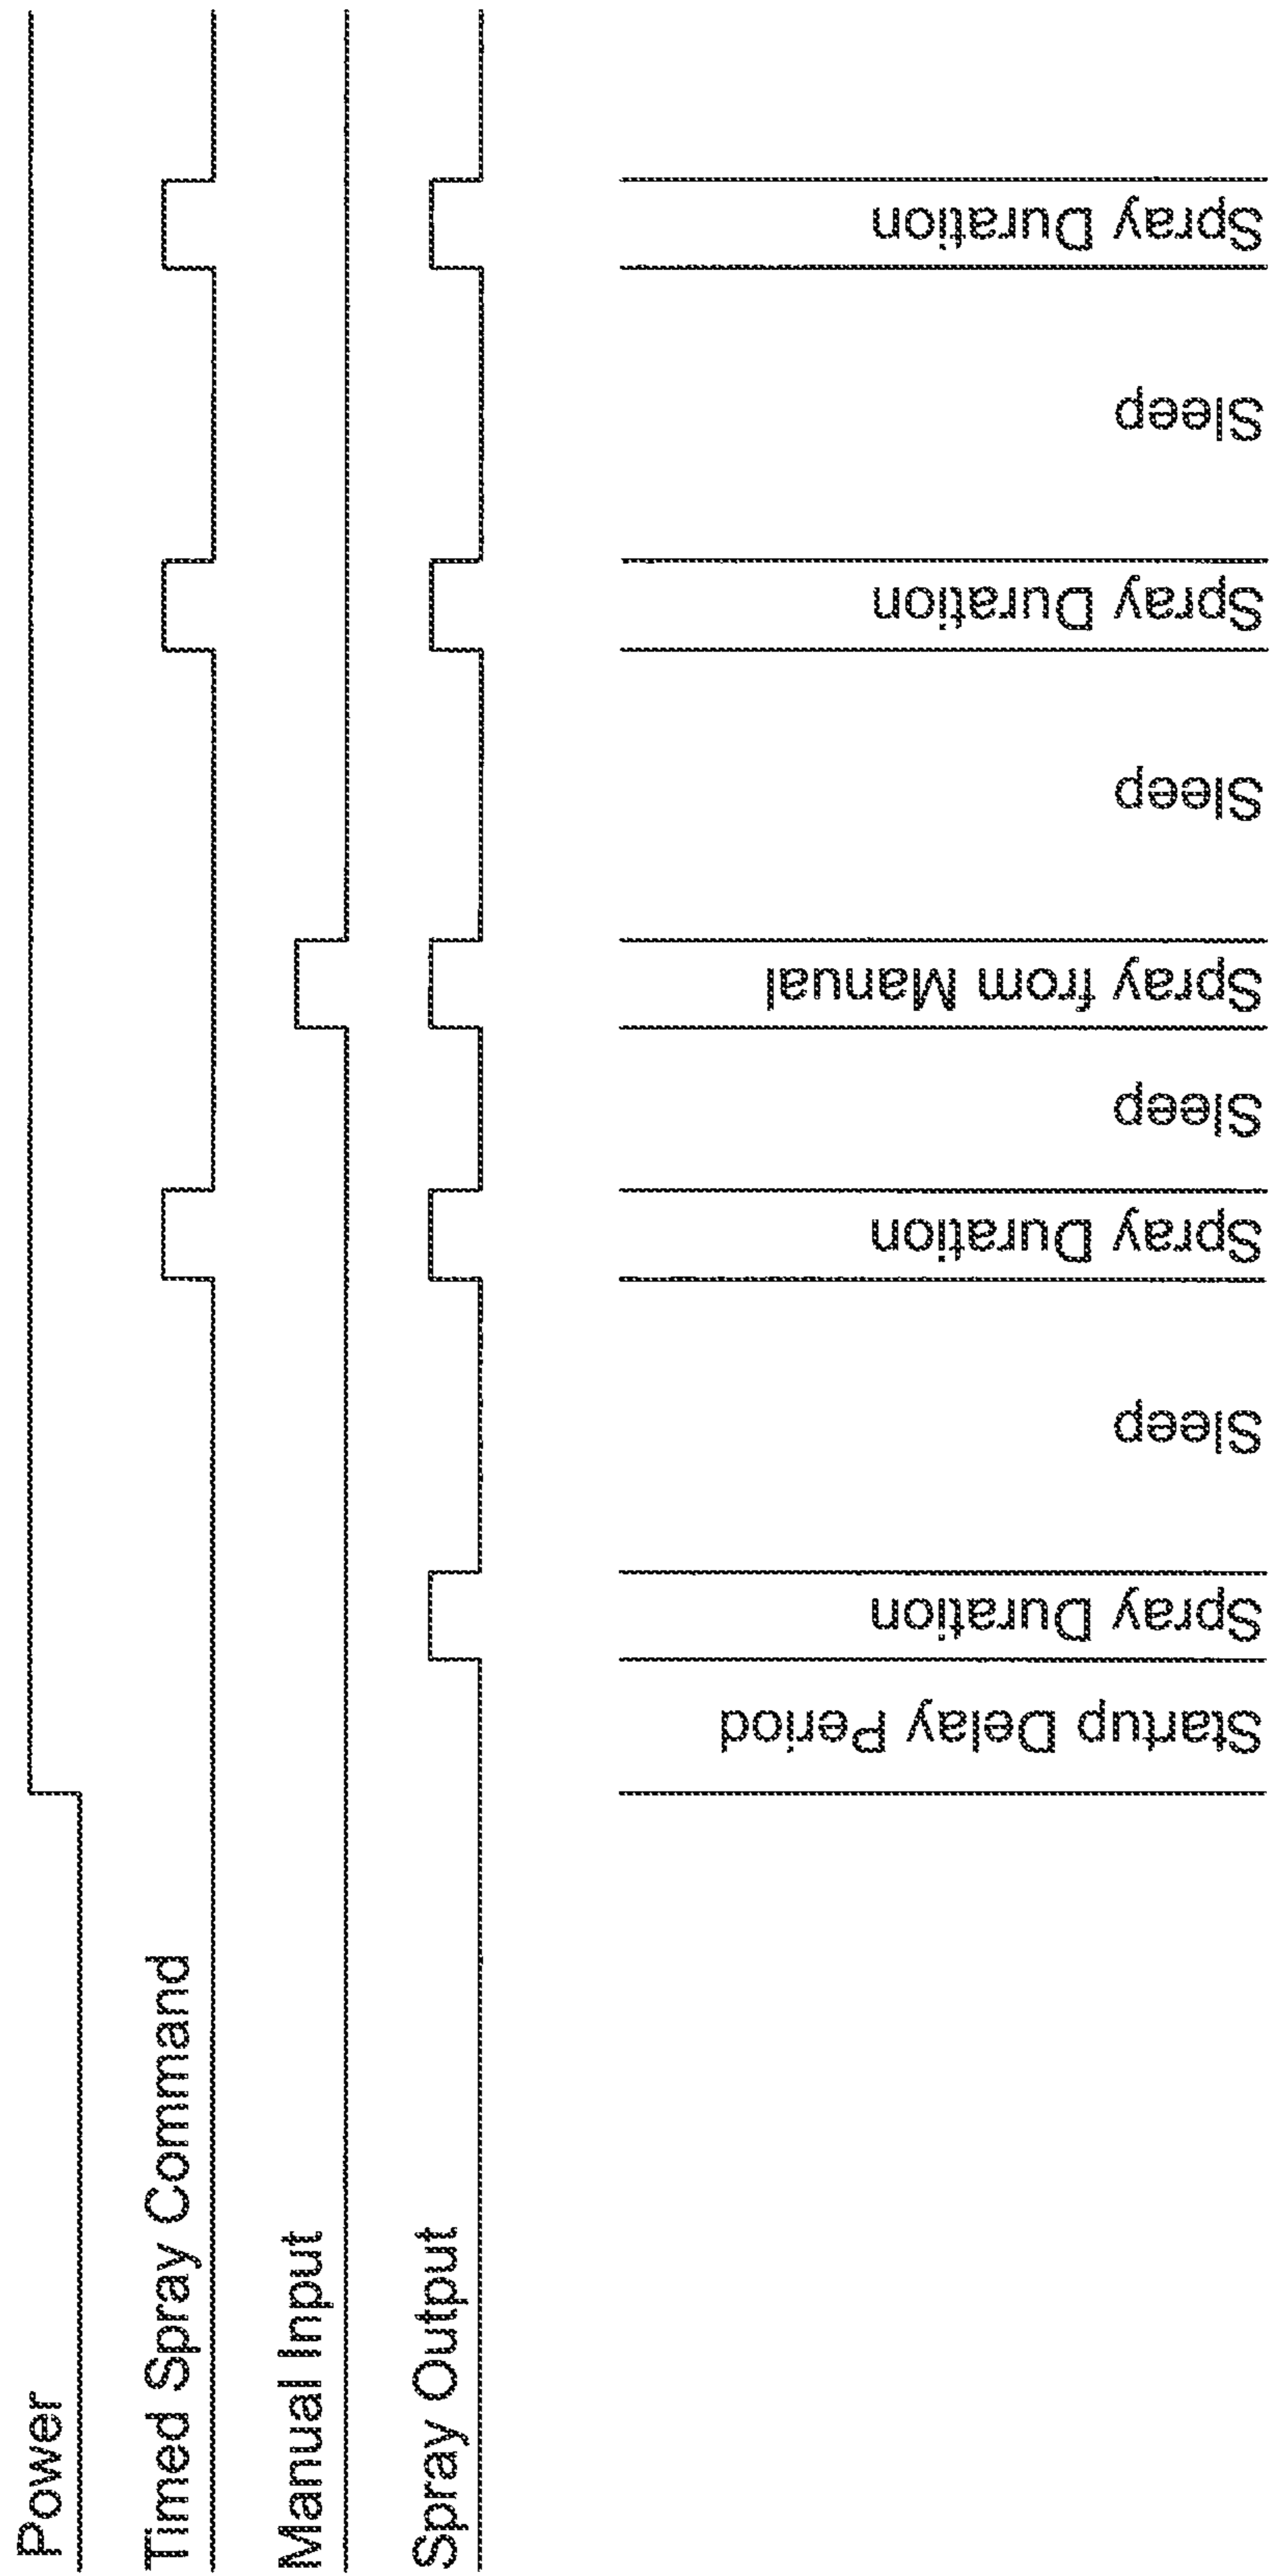 Power
Timed Spray Command
Manual Input
Spray Output
Startup Delay Period
Spray Duration
Sleep
Spray Duration
Sleep
Spray from Manual
Sleep
Spray Duration
Sleep
Spray Duration